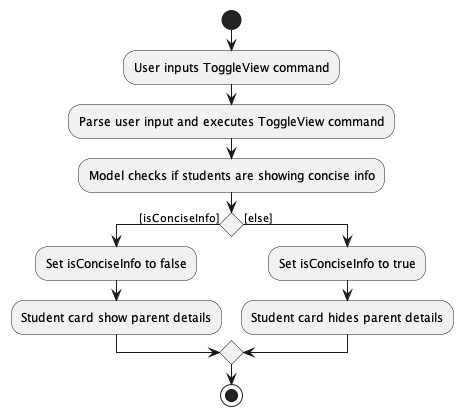 User inputs ToggleView command
Parse user input and executes ToggleView command
Model checks if students are showing concise info
[isConciseInfo] [else]
Set isConciseInfo to false
Set isConciseInfo to true
Student card show parent details
Student card hides parent details